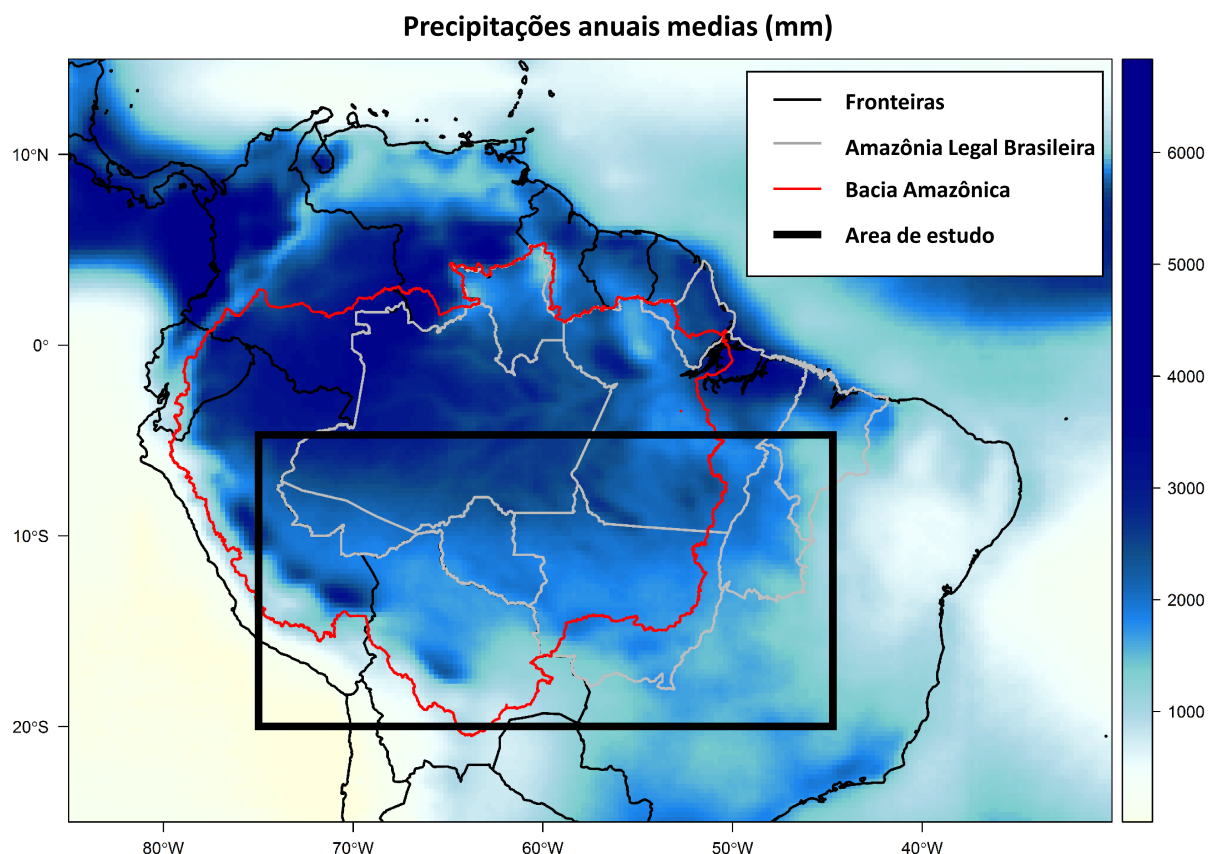 Precipitações anuais medias (mm)
Fronteiras
Amazônia Legal Brasileira
Bacia Amazônica
Area de estudo
10°N
0°
10°S
20°S
80°W
70°W
60°W
50°W
40°W
6000
5000
4000
3000
2000
1000